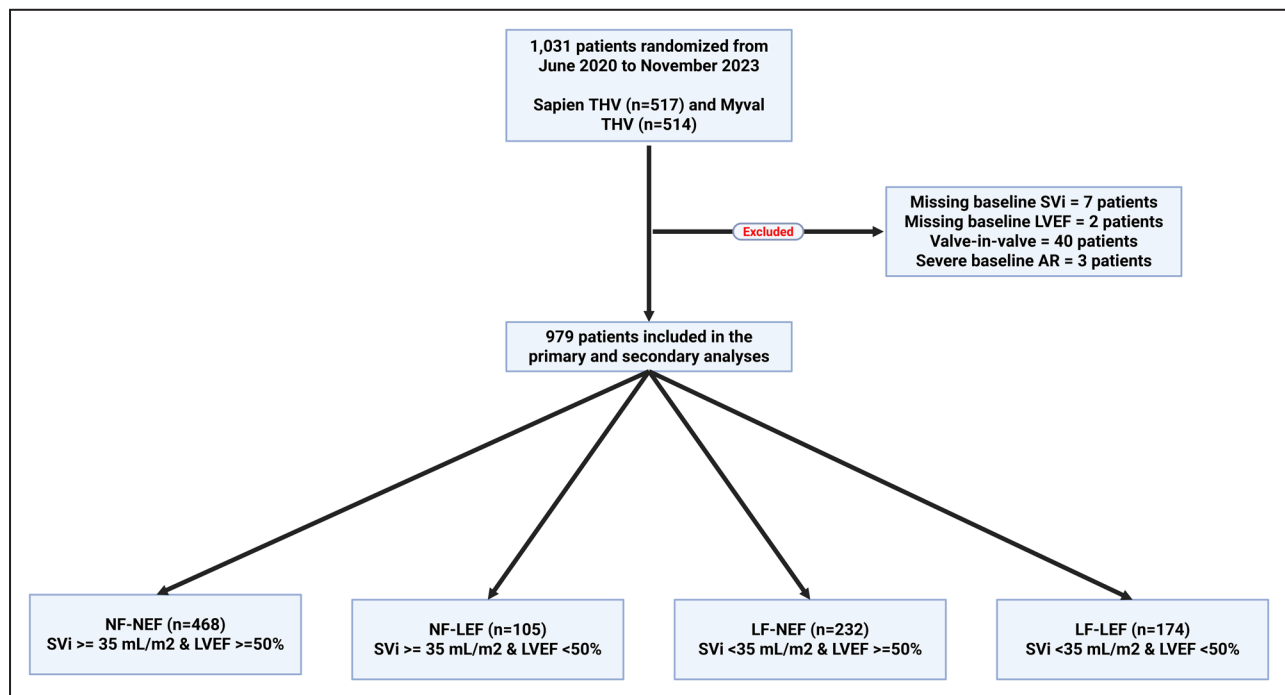 1,031 patients randomized from
June 2020 to November 2023
Sapien THV (n=517) and Myval
THV (n=514)
Excluded
Missing baseline SVi = 7 patients
Missing baseline LVEF = 2 patients
Valve-in-valve = 40 patients
Severe baseline AR = 3 patients
979 patients included in the
primary and secondary analyses
NF-NEF (n=468)
SVi >= 35 mL/m2 & LVEF >=50%
NF-LEF (n=105)
SVi >= 35 mL/m2 & LVEF <50%
LF-NEF (n=232)
SVi <35 mL/m2 & LVEF >=50%
LF-LEF (n=174)
SVi <35 mL/m2 & LVEF <50%